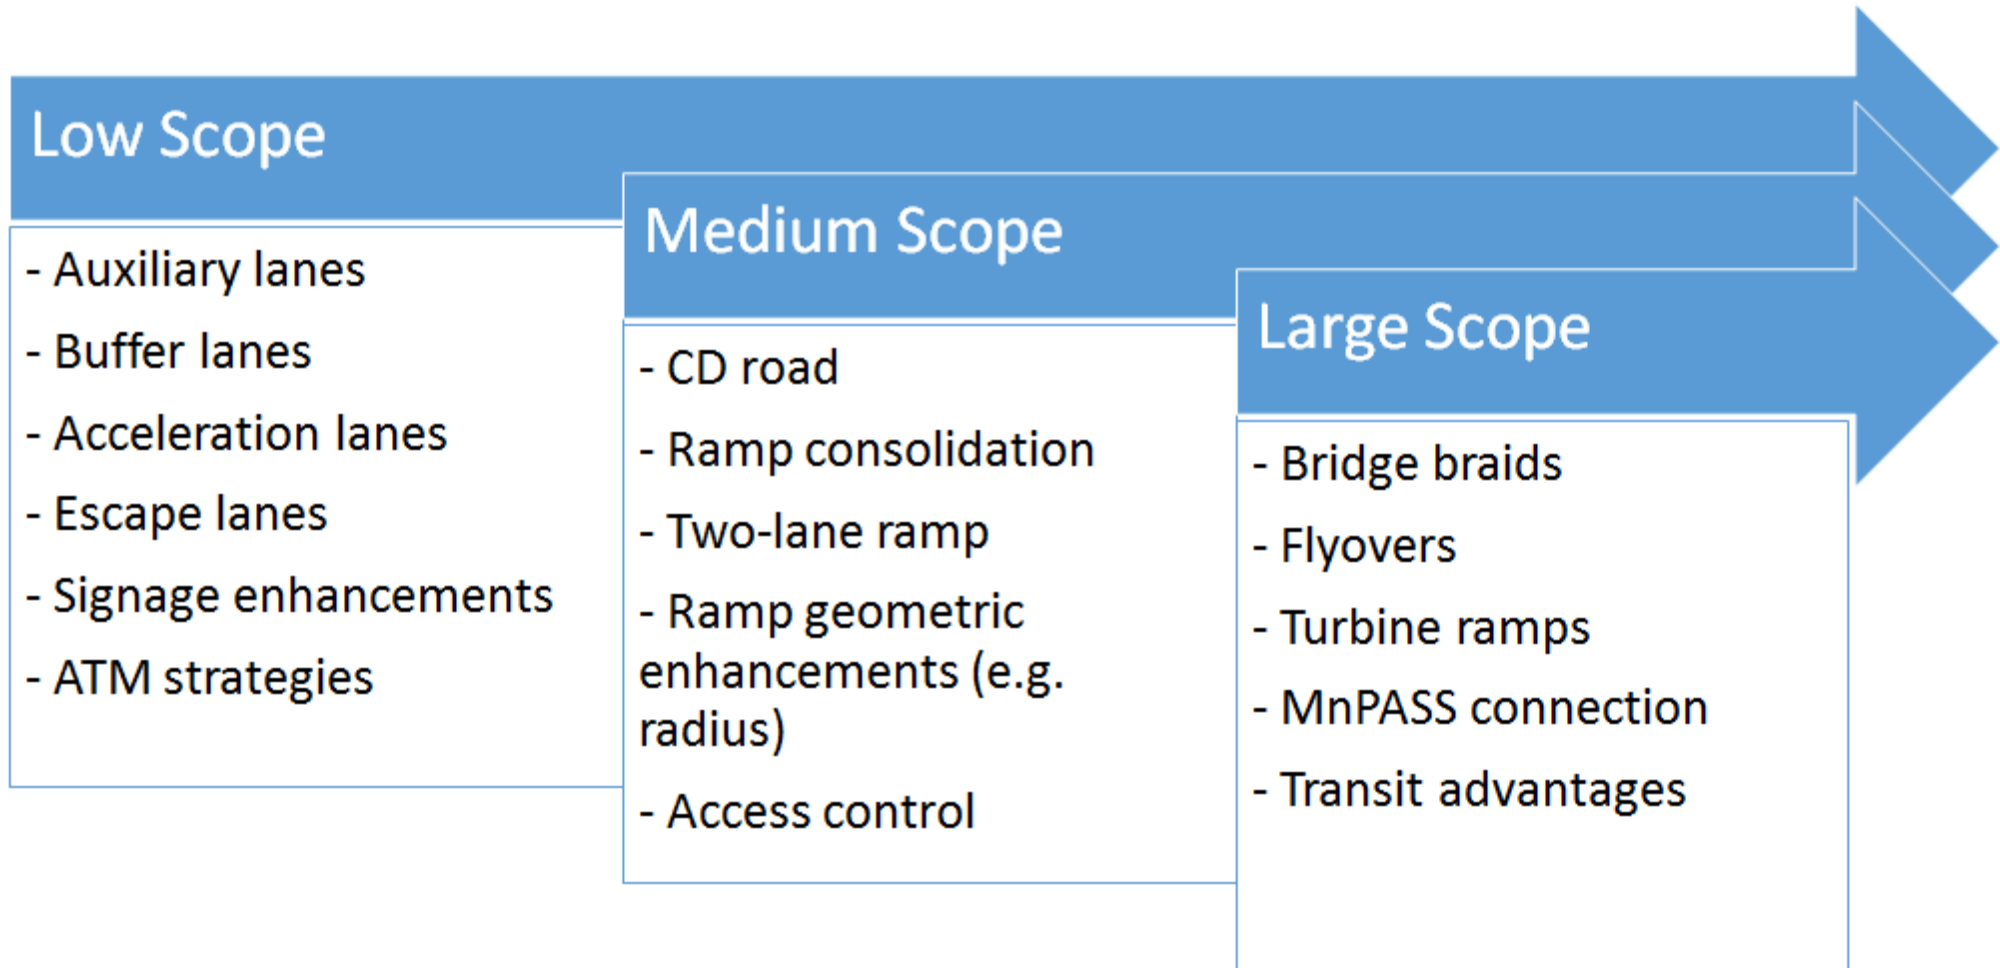 Low Scope
- Auxiliary lanes
- Buffer lanes
- Acceleration lanes
- Escape lanes
- Signage enhancements
- ATM strategies
Medium Scope
- CD road
- Ramp consolidation
- Two-lane ramp
- Ramp geometric
enhancements (e.g.
radius)
- Access control
Large Scope
- Bridge braids
- Flyovers
- Turbine ramps
- MnPASS connection
- Transit advantages